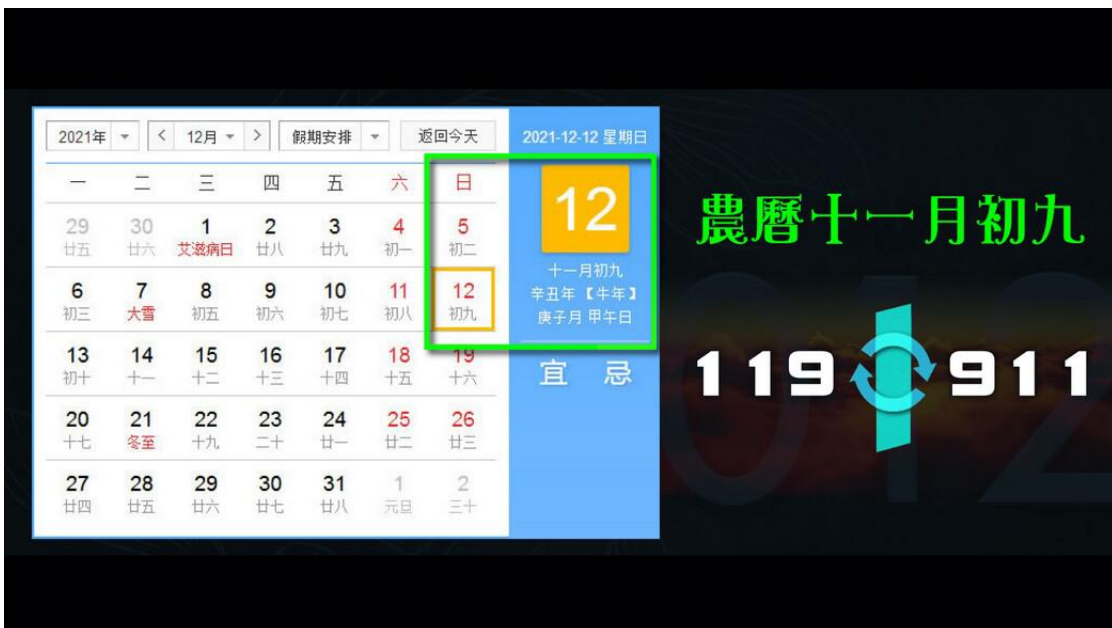 2021年 12月 假期安排 返回今天
一 二 三 四 五 六 日
29 30 1 2 3 4 5
廿五 廿六 艾滋病日 廿八 廿九 初一 初二
6 7 8 9 10 11 12
初三 大雪 初五 初六 初七 初八 初九
13 14 15 16 17 18 19
初十 十一 十二 十三 十四 十五 十六
20 21 22 23 24 25 26
十七 冬至 十九 二十 廿一 廿二 廿三
27 28 29 30 31 1 2
廿四 廿五 廿六 廿七 廿八 元旦 三十
2021-12-12 星期日
12
十一月初九
辛丑年【牛年】
庚子月 甲午日
宜 忌
農曆十一月初九
119 911
012